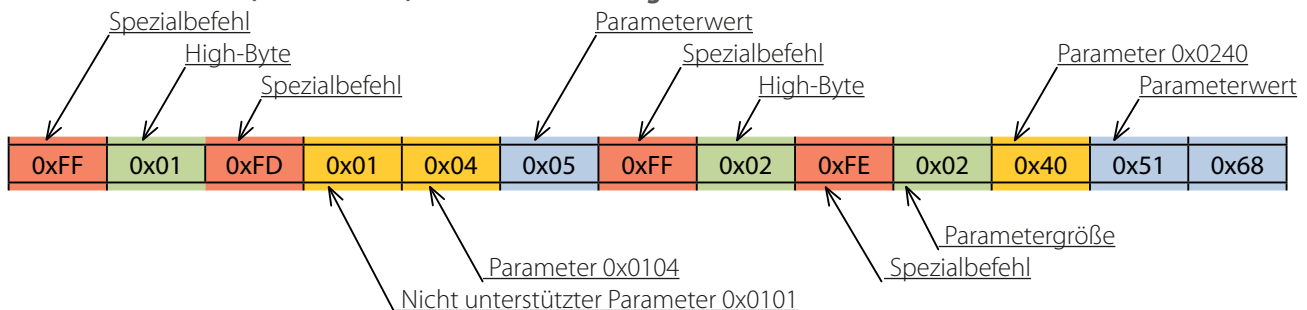 Spezialbefehl Parameterwert
High-Byte Spezialbefehl Parameter 0x0240
Spezialbefehl High-Byte Parameterwert
0xFF 0x01 0xFD 0x01 0x04 0x05 0xFF 0x02 0xFE 0x02 0x40 0x51 0x68
Parametergröße
Parameter 0x0104 Spezialbefehl
Nicht unterstützter Parameter 0x0101